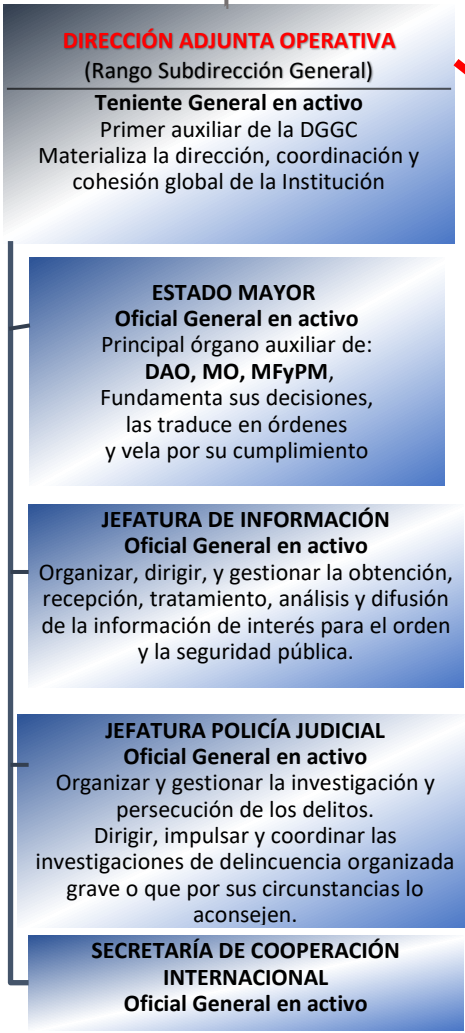 DIRECCIÓN ADJUNTA OPERATIVA
(Rango Subdirección General)
Teniente General en activo
Primer auxiliar de la DGGC
Materializa la dirección, coordinación y
cohesión global de la Institución
ESTADO MAYOR
Oficial General en activo
Principal órgano auxiliar de:
DAO, MO, MFyPM,
Fundamenta sus decisiones,
las traduce en órdenes
y vela por su cumplimiento
JEFATURA DE INFORMACIÓN
Oficial General en activo
Organizar, dirigir, y gestionar la obtención,
recepción, tratamiento, análisis y difusión
de la información de interés para el orden
y la seguridad pública.
JEFATURA POLICÍA JUDICIAL
Oficial General en activo
Organizar y gestionar la investigación y
persecución de los delitos.
Dirigir, impulsar y coordinar las
investigaciones de delincuencia organizada
grave o que por sus circunstancias lo
aconsejen.
SECRETARÍA DE COOPERACIÓN
INTERNACIONAL
Oficial General en activo